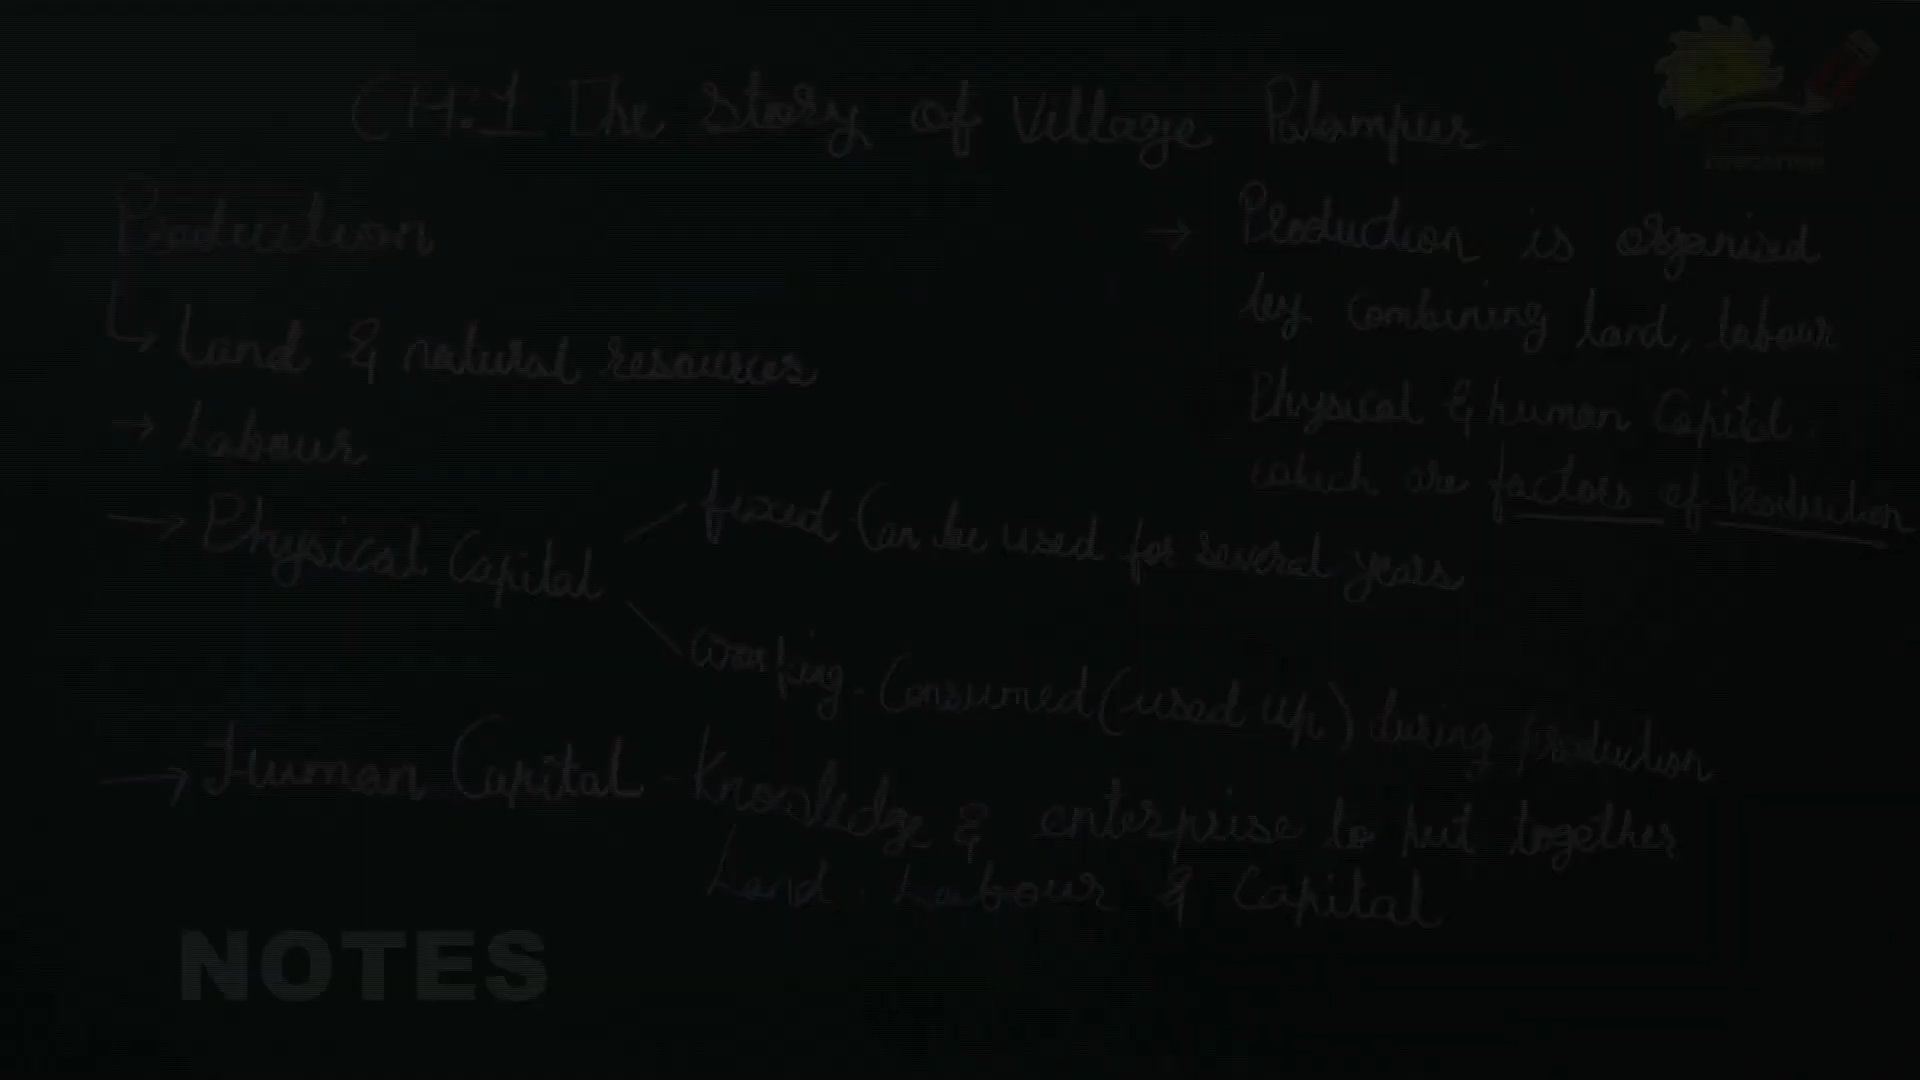 CH:1 The Story of Village Palampur
Production
Land & natural resources
Labour
Physical Capital
fixed - Can be used for several years
working - Consumed (used up) during production
Human Capital - Knowledge & enterprise to put together
Land, Labour & Capital
Production is organised
by combining land, labour
Physical & human Capital.
which are factors of Production
NOTES
EDUCATION